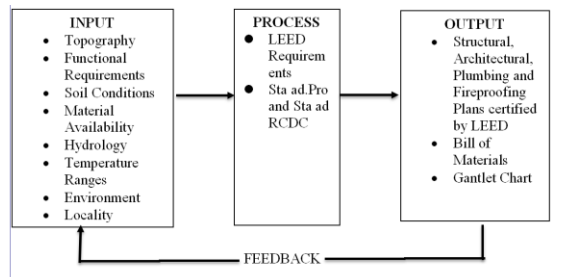 INPUT
• Topography
• Functional
Requirements
• Soil Conditions
• Material
Availability
• Hydrology
• Temperature
Ranges
• Environment
• Locality
PROCESS
● LEED
Requirem
ents
● Sta ad.Pro
and Sta ad
RCDC
OUTPUT
• Structural,
Architectural,
Plumbing and
Fireproofing
Plans certified
by LEED
• Bill of
Materials
• Gantlet Chart
FEEDBACK